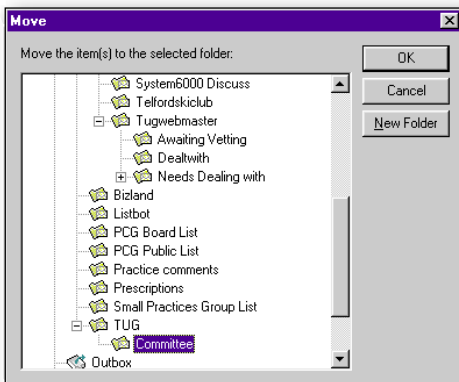 Move
Move the item(s) to the selected folder:
OK
Cancel
New Folder
System6000 Discuss
Telfordskiclub
Tugwebmaster
Awaiting Vetting
Dealtwith
Needs Dealing with
Bizland
Listbot
PCG Board List
PCG Public List
Practice comments
Prescriptions
Small Practices Group List
TUG
Committee
Outbox